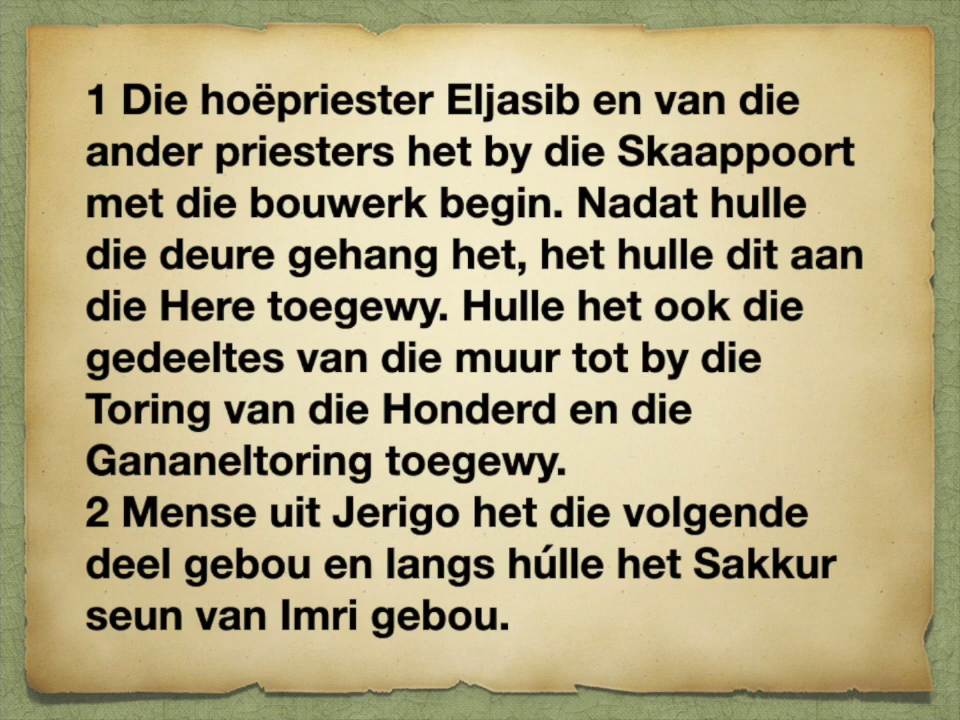 1 Die hoëpriester Eljasib en van die
ander priesters het by die Skaappoort
met die bouwerk begin. Nadat hulle
die deure gehang het, het hulle dit aan
die Here toegewy. Hulle het ook die
gedeeltes van die muur tot by die
Toring van die Honderd en die
Gananeltoring toegewy.
2 Mense uit Jerigo het die volgende
deel gebou en langs húlle het Sakkur
seun van Imri gebou.